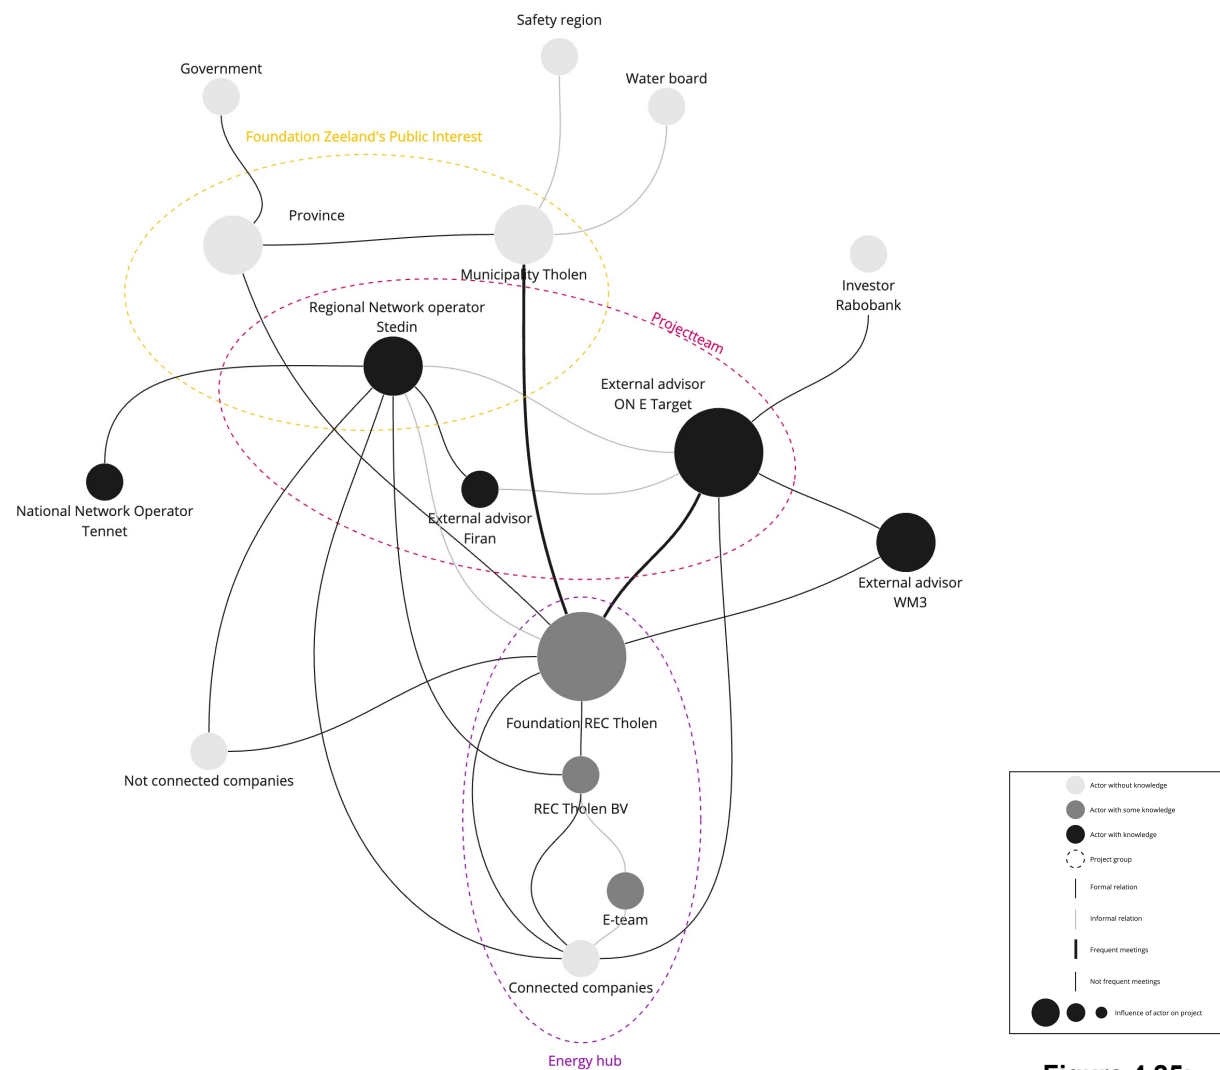 Safety region
Government
Water board
Foundation Zeeland's Public Interest
Province
Municipality Tholen
Investor
Rabobank
Regional Network operator
Stedin
Projectteam
External advisor
ON E Target
National Network Operator
Tennet
External advisor
Firan
External advisor
WM3
Foundation REC Tholen
Not connected companies
REC Tholen BV
E-team
Connected companies
Energy hub
Actor without knowledge
Actor with some knowledge
Actor with knowledge
Project group
Formal relation
Informal relation
Frequent meetings
Not frequent meetings
Influence of actor on project